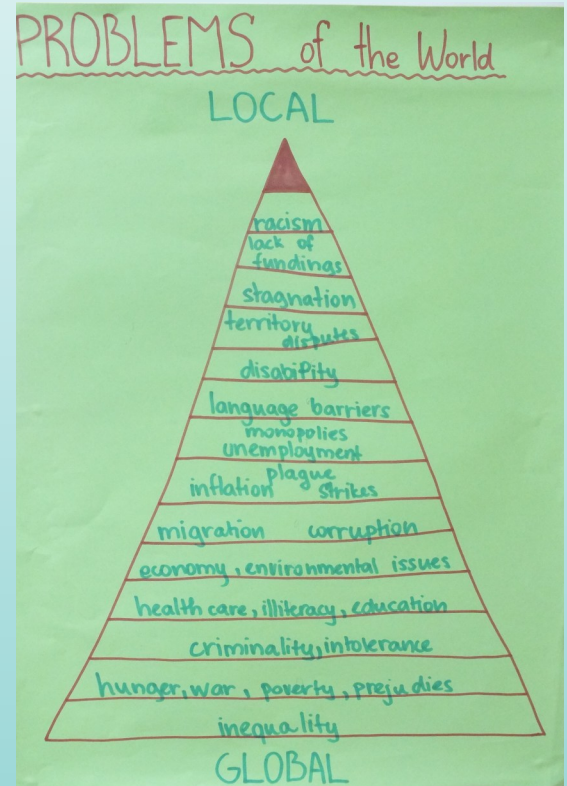 PROBLEMS of the World
LOCAL
racism
lack of
fundings
stagnation
territory
disputes
disability
language barriers
monopolies
unemployment
plague
inflation strikes
migration corruption
economy, environmental issues
health care, illiteracy, education
criminality, intolerance
hunger, war, poverty, prejudies
inequality
GLOBAL